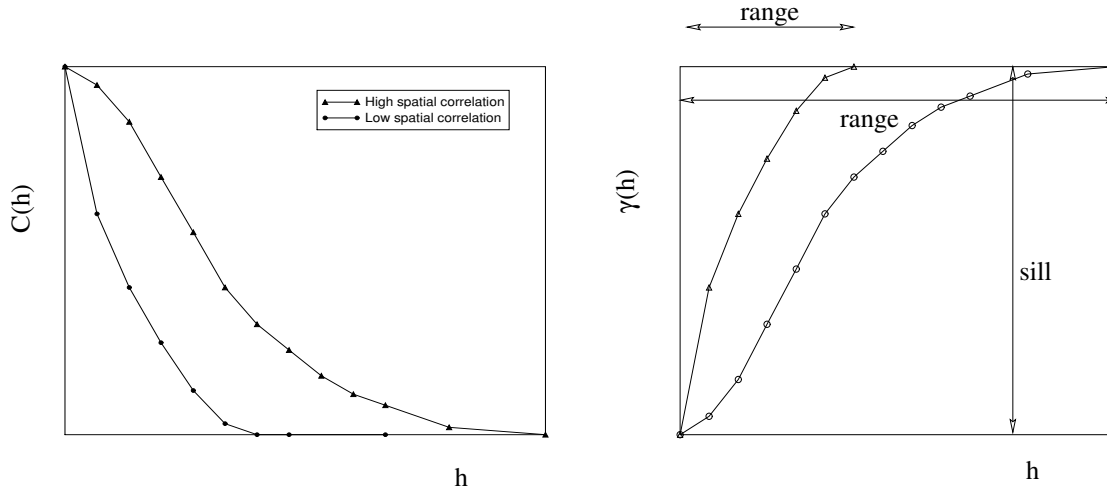 High spatial correlation
Low spatial correlation
C(h)
h
range
range
γ(h)
sill
h